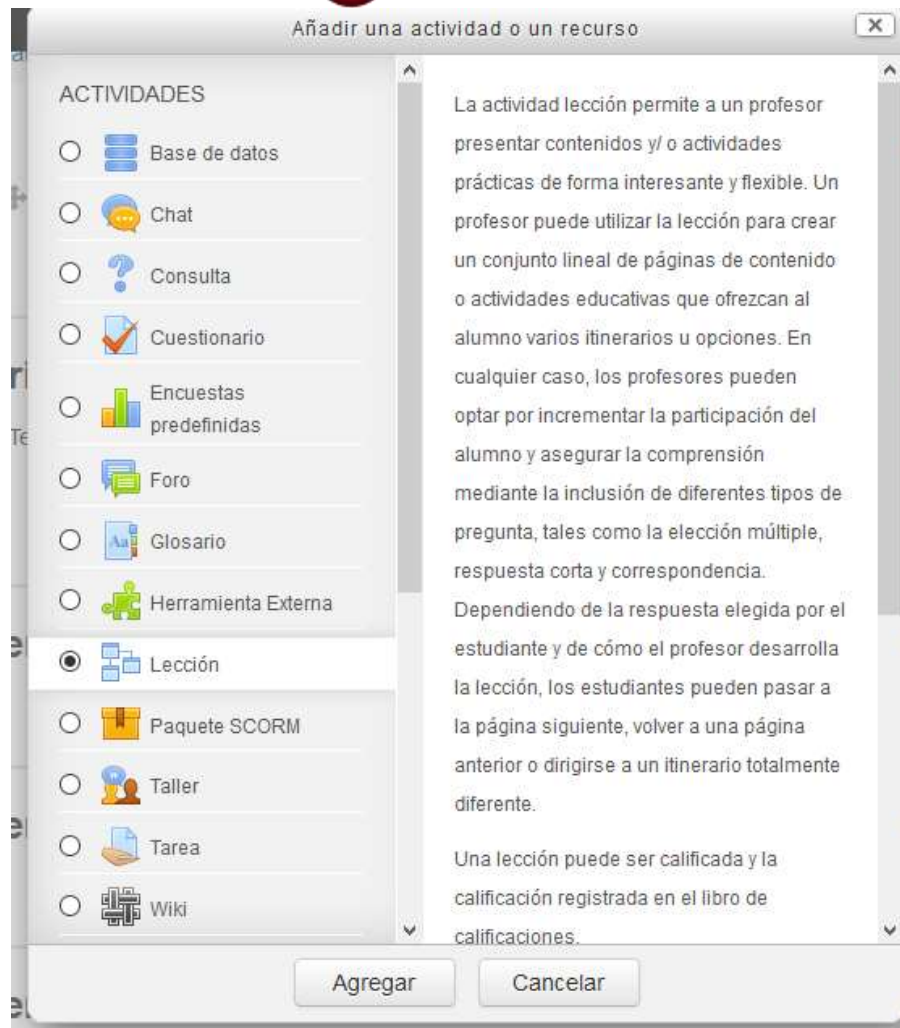 Añadir una actividad o un recurso
ACTIVIDADES
Base de datos
Chat
Consulta
Cuestionario
Encuestas
predefinidas
Foro
Glosario
Herramienta Externa
Lección
Paquete SCORM
Taller
Tarea
Wiki
La actividad lección permite a un profesor
presentar contenidos y/ o actividades
prácticas de forma interesante y flexible. Un
profesor puede utilizar la lección para crear
un conjunto lineal de páginas de contenido
o actividades educativas que ofrezcan al
alumno varios itinerarios u opciones. En
cualquier caso, los profesores pueden
optar por incrementar la participación del
alumno y asegurar la comprensión
mediante la inclusión de diferentes tipos de
pregunta, tales como la elección múltiple,
respuesta corta y correspondencia.
Dependiendo de la respuesta elegida por el
estudiante y de cómo el profesor desarrolla
la lección, los estudiantes pueden pasar a
la página siguiente, volver a una página
anterior o dirigirse a un itinerario totalmente
diferente.
Una lección puede ser calificada y la
calificación registrada en el libro de
calificaciones.
Agregar
Cancelar